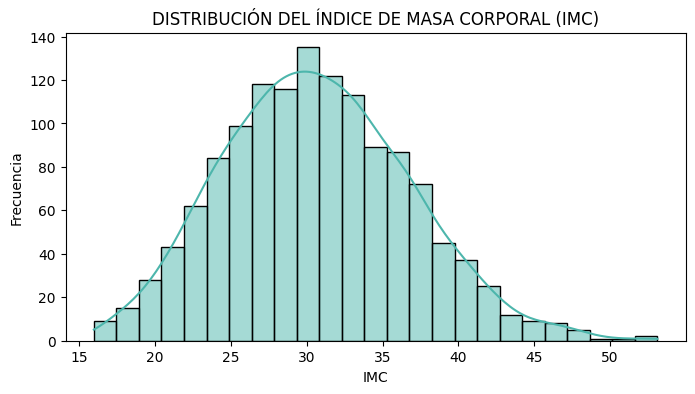 DISTRIBUCIÓN DEL ÍNDICE DE MASA CORPORAL (IMC)
140
120
100
80
60
40
20
0
Frecuencia
15 20 25 30 35 40 45 50
IMC